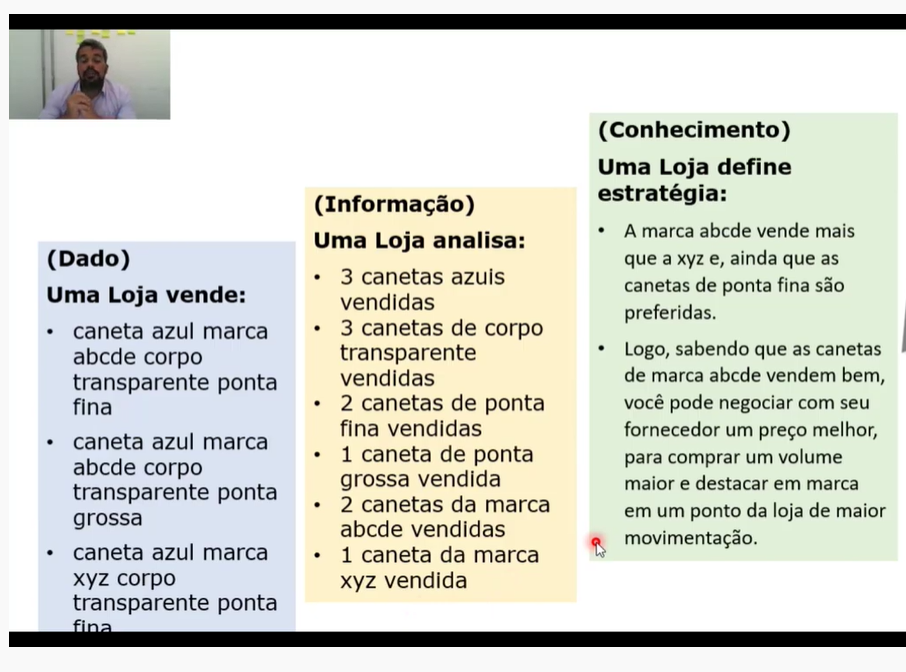 (Dado)
Uma Loja vende:
• caneta azul marca
abcde corpo
transparente ponta
fina
• caneta azul marca
abcde corpo
transparente ponta
grossa
• caneta azul marca
xyz corpo
transparente ponta
fina
(Informação)
Uma Loja analisa:
• 3 canetas azuis
vendidas
• 3 canetas de corpo
transparente
vendidas
• 2 canetas de ponta
fina vendidas
• 1 caneta de ponta
grossa vendida
• 2 canetas da marca
abcde vendidas
• 1 caneta da marca
xyz vendida
(Conhecimento)
Uma Loja define
estratégia:
• A marca abcde vende mais
que a xyz e, ainda que as
canetas de ponta fina são
preferidas.
• Logo, sabendo que as canetas
de marca abcde vendem bem,
você pode negociar com seu
fornecedor um preço melhor,
para comprar um volume
maior e destacar em marca
em um ponto da loja de maior
movimentação.